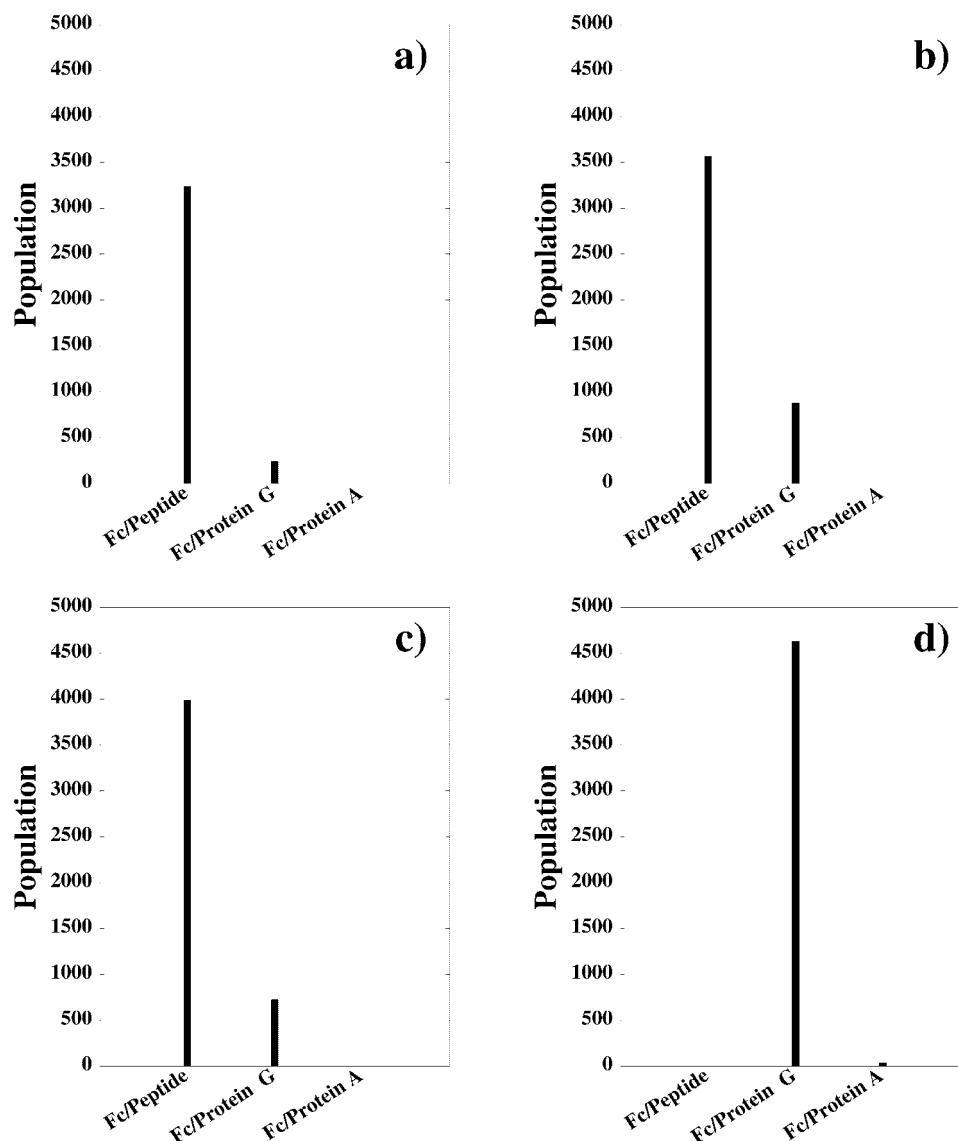 a)
Population
5000
4500
4000
3500
3000
2500
2000
1500
1000
500
0
Fc/Peptide
Fc/Protein G
Fc/Protein A
b)
Population
5000
4500
4000
3500
3000
2500
2000
1500
1000
500
0
Fc/Peptide
Fc/Protein G
Fc/Protein A
c)
Population
5000
4500
4000
3500
3000
2500
2000
1500
1000
500
0
Fc/Peptide
Fc/Protein G
Fc/Protein A
d)
Population
5000
4500
4000
3500
3000
2500
2000
1500
1000
500
0
Fc/Peptide
Fc/Protein G
Fc/Protein A